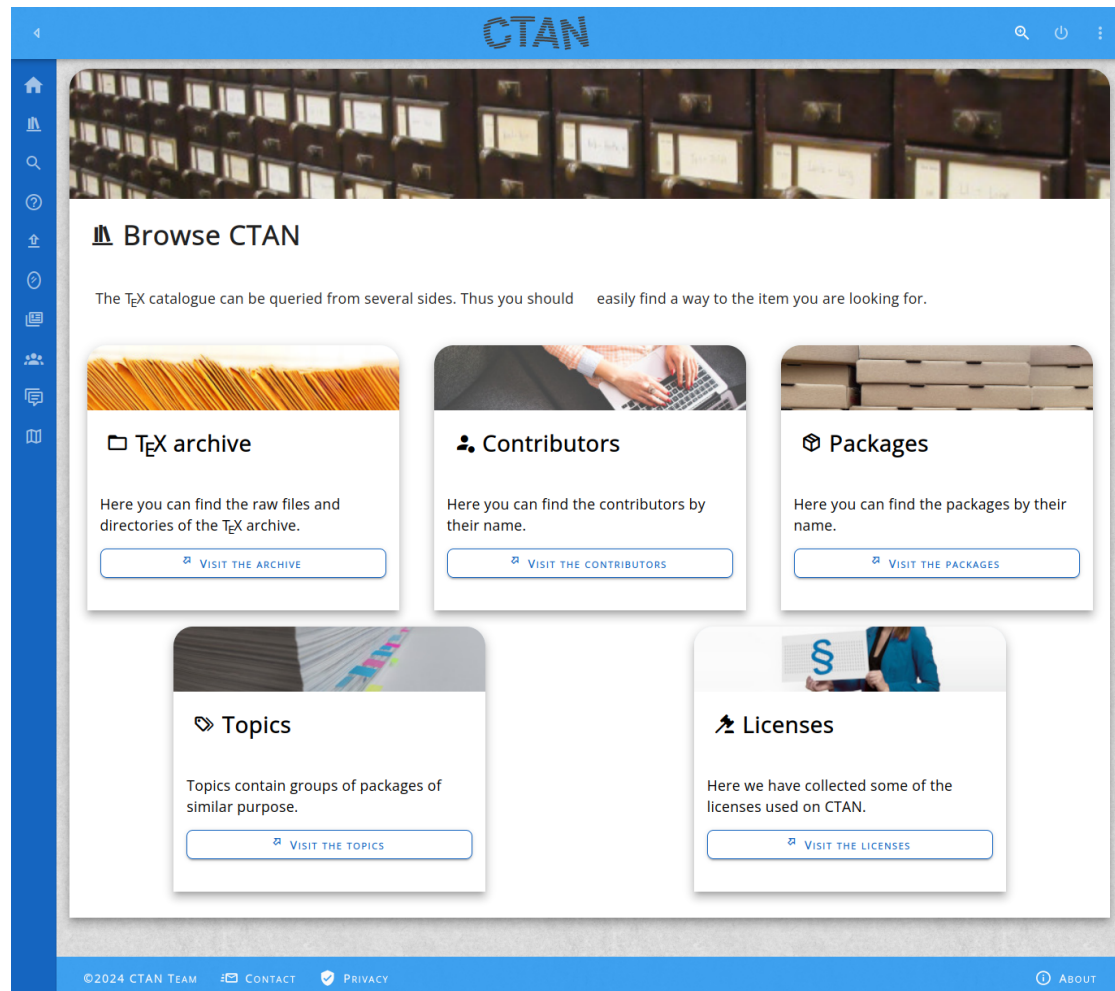 CTAN
Browse CTAN
The TEX catalogue can be queried from several sides. Thus you should easily find a way to the item you are looking for.
TEX archive
Here you can find the raw files and
directories of the TEX archive.
Visit the archive
Contributors
Here you can find the contributors by
their name.
Visit the contributors
Packages
Here you can find the packages by their
name.
Visit the packages
Topics
Topics contain groups of packages of
similar purpose.
Visit the topics
§
Licenses
Here we have collected some of the
licenses used on CTAN.
Visit the licenses
©2024 CTAN Team
Contact
Privacy
About